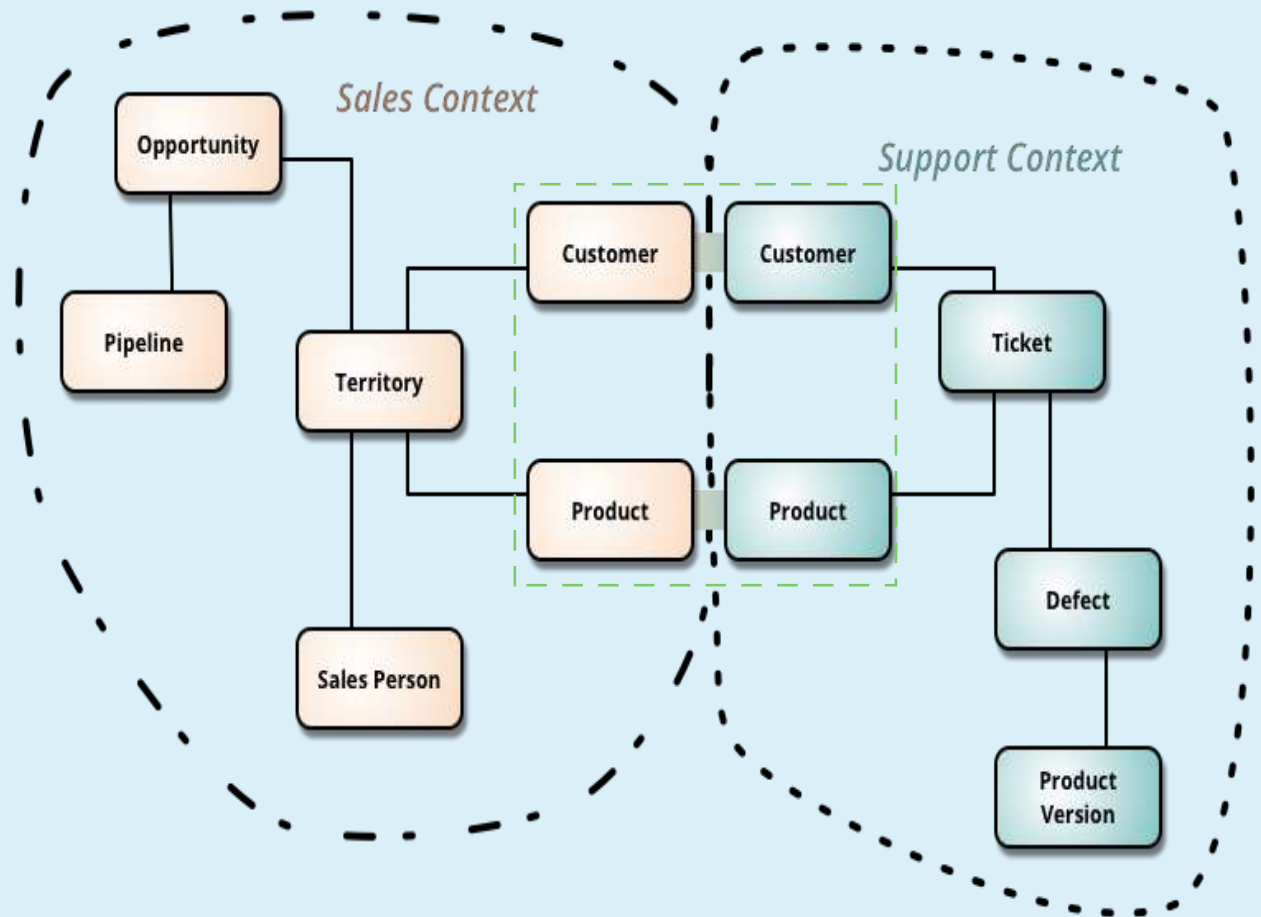 Sales Context
Opportunity
Support Context
Customer
Customer
Pipeline
Ticket
Territory
Product
Product
Defect
Sales Person
Product
Version